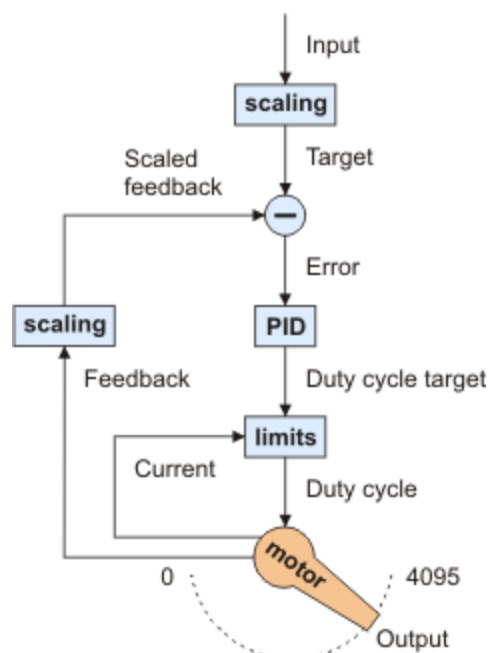 Input
scaling
Target
Scaled
feedback
Error
scaling
PID
Feedback
Duty cycle target
limits
Current
Duty cycle
motor
0
4095
Output